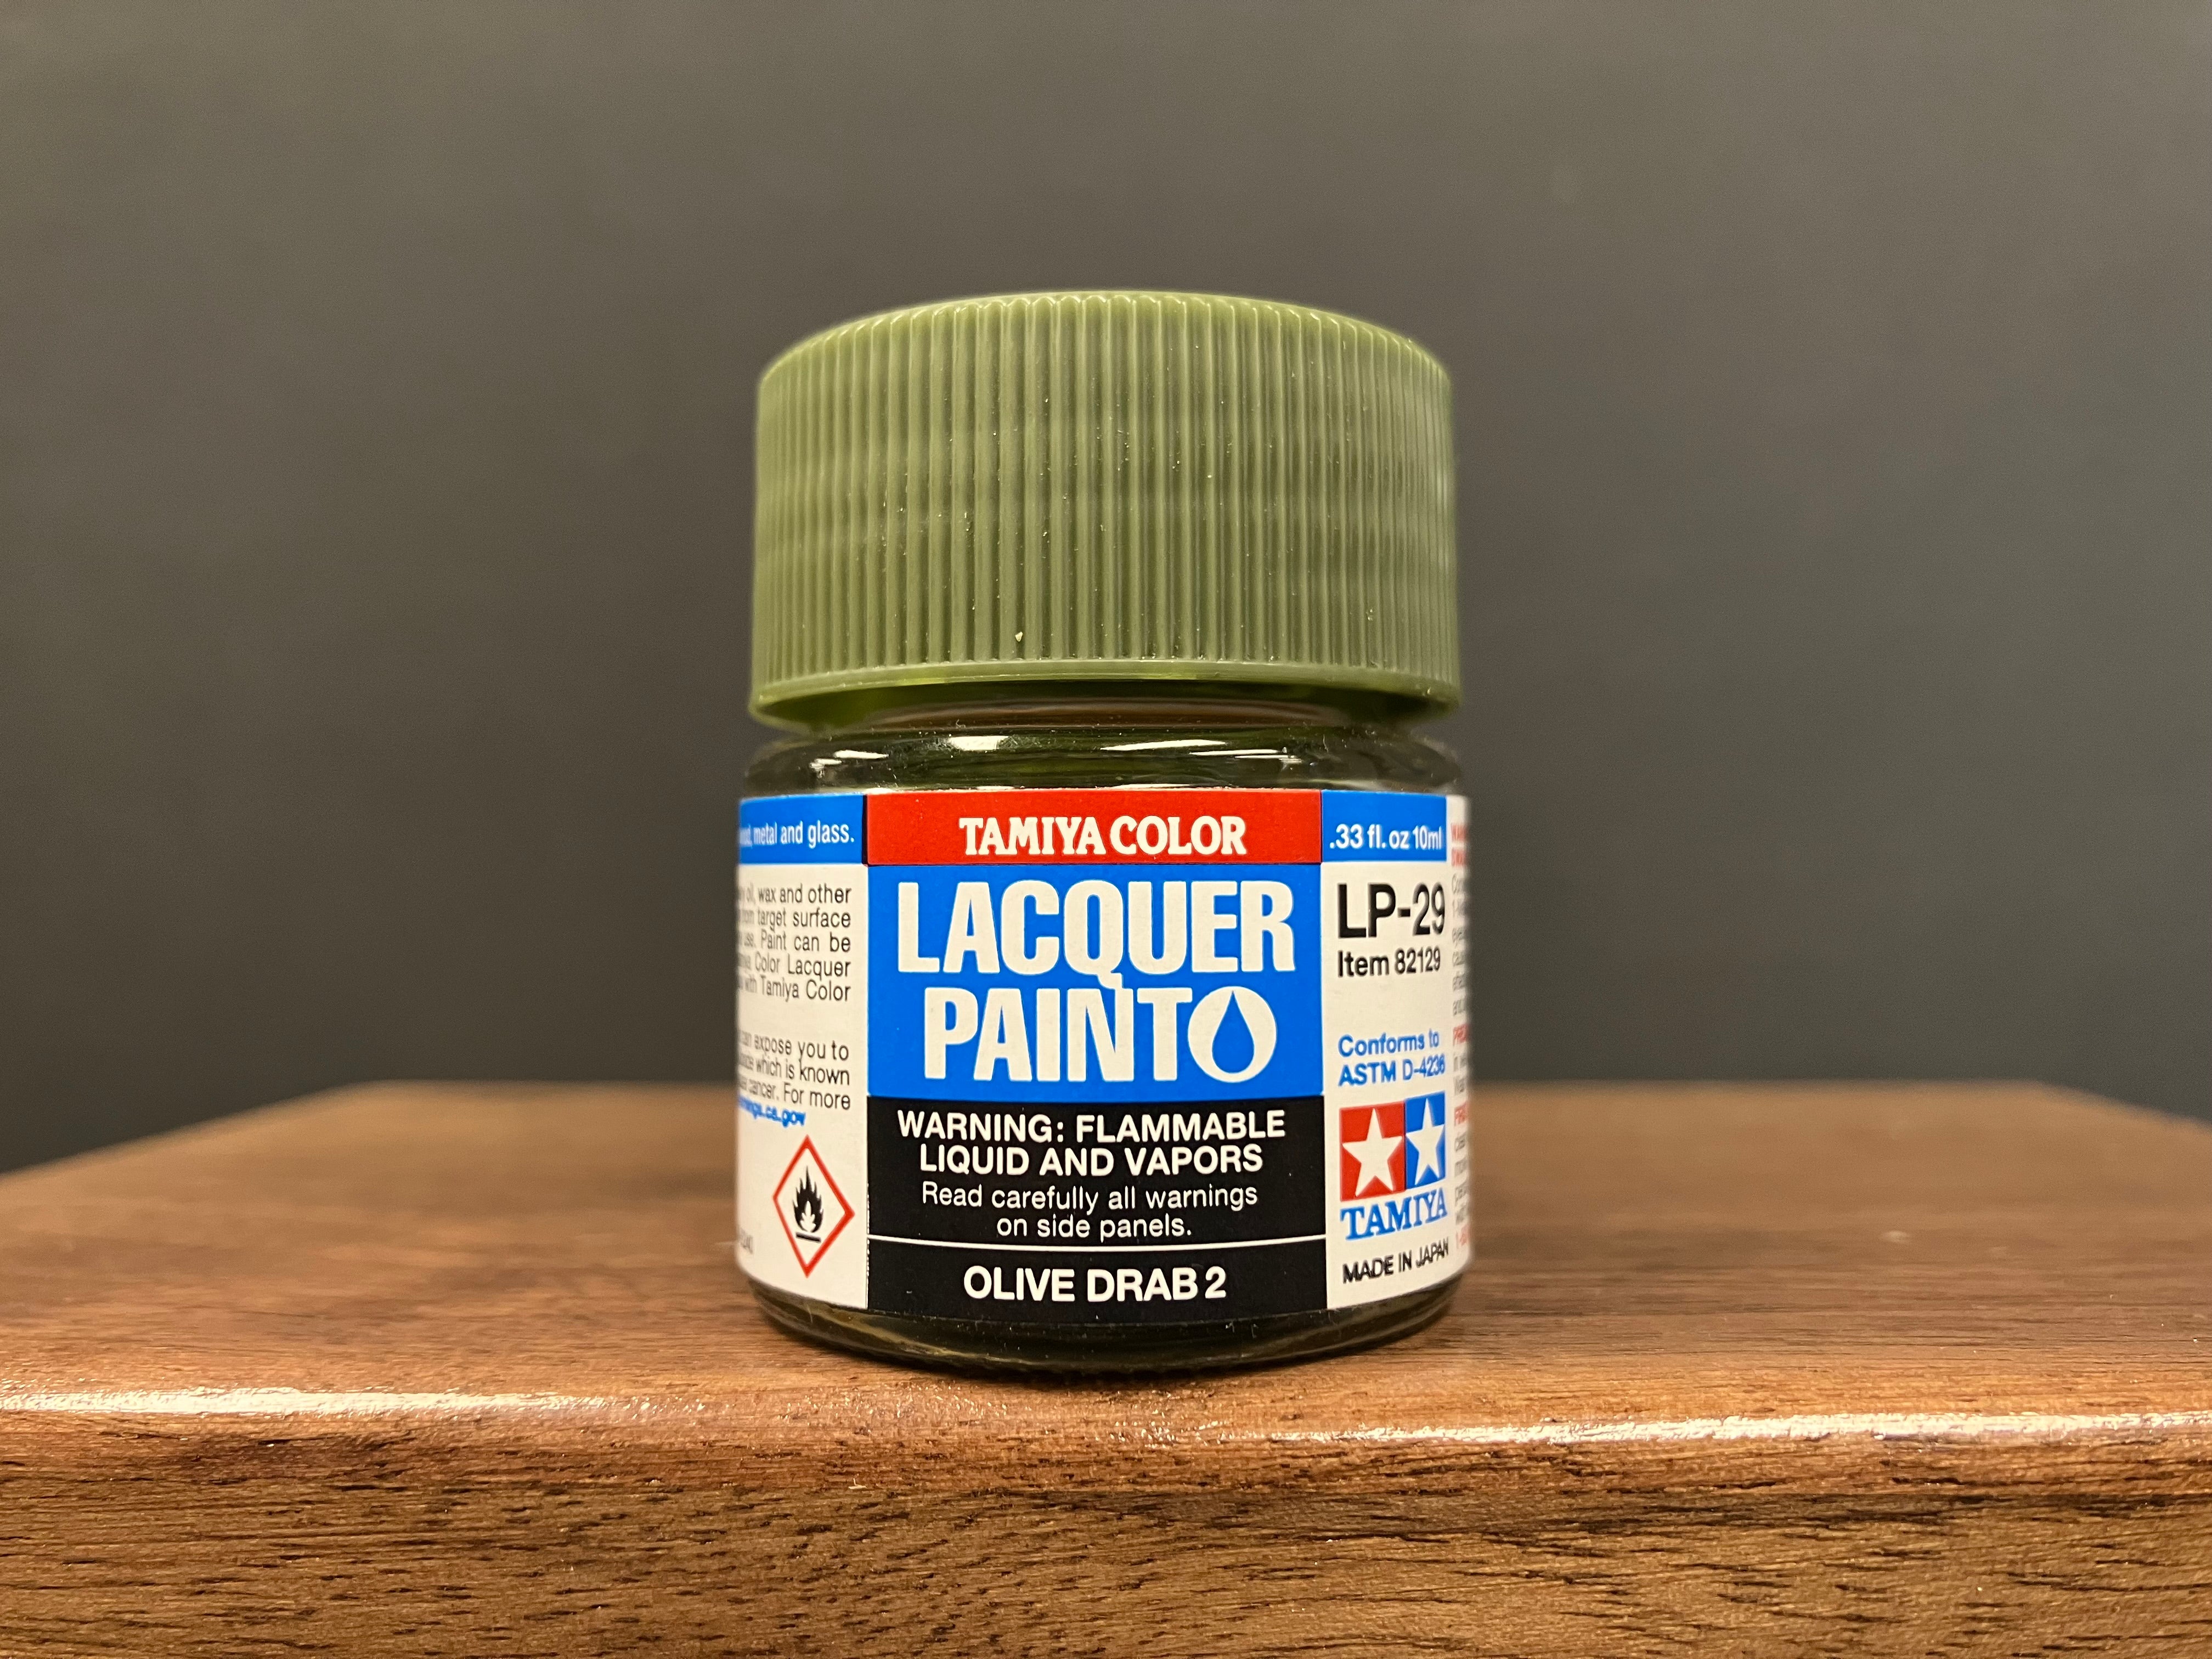 metal and glass.
oil, wax and other
from target surface
use. Paint can be
Color Lacquer
with Tamiya Color
can expose you to
which is known
cancer. For more
TAMIYA COLOR
LACQUER
PAINT
WARNING: FLAMMABLE
LIQUID AND VAPORS
Read carefully all warnings
on side panels.
OLIVE DRAB 2
.33 fl. oz 10ml
LP-29
Item 82129
Conforms to
ASTM D-4236
TAMIYA
MADE IN JAPAN